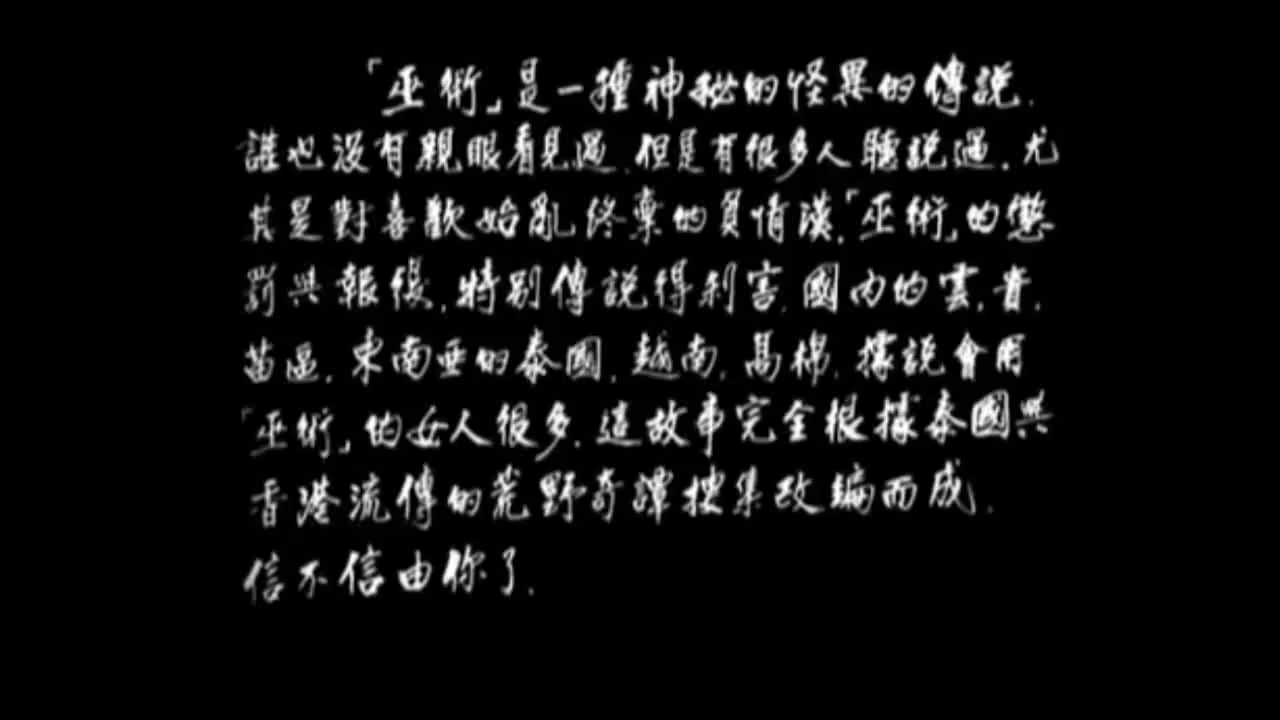 「巫術」是一種神秘的怪異的傳說.
誰也沒有親眼看見過.但是有很多人聽說過.尤
其是對喜歡始亂終棄的負情漢,「巫術」的懲
罰與報復,特別傳說得利害.國內的雲,貴,
苗區,東南亞的泰國,越南,高棉.據說會用
「巫術」的女人很多.這故事完全根據泰國與
香港流傳的荒野奇譚搜集改編而成.
信不信由你了.